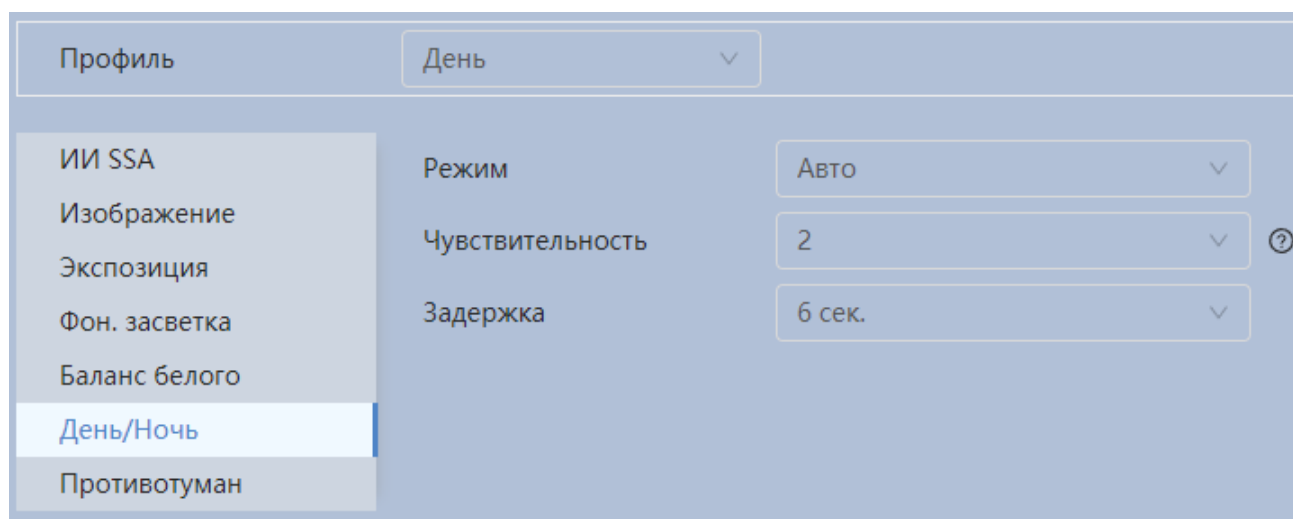 Профиль День
ИИ SSA
Изображение
Экспозиция
Фон. засветка
Баланс белого
День/Ночь
Противотуман
Режим Авто
Чувствительность 2 ?
Задержка 6 сек.